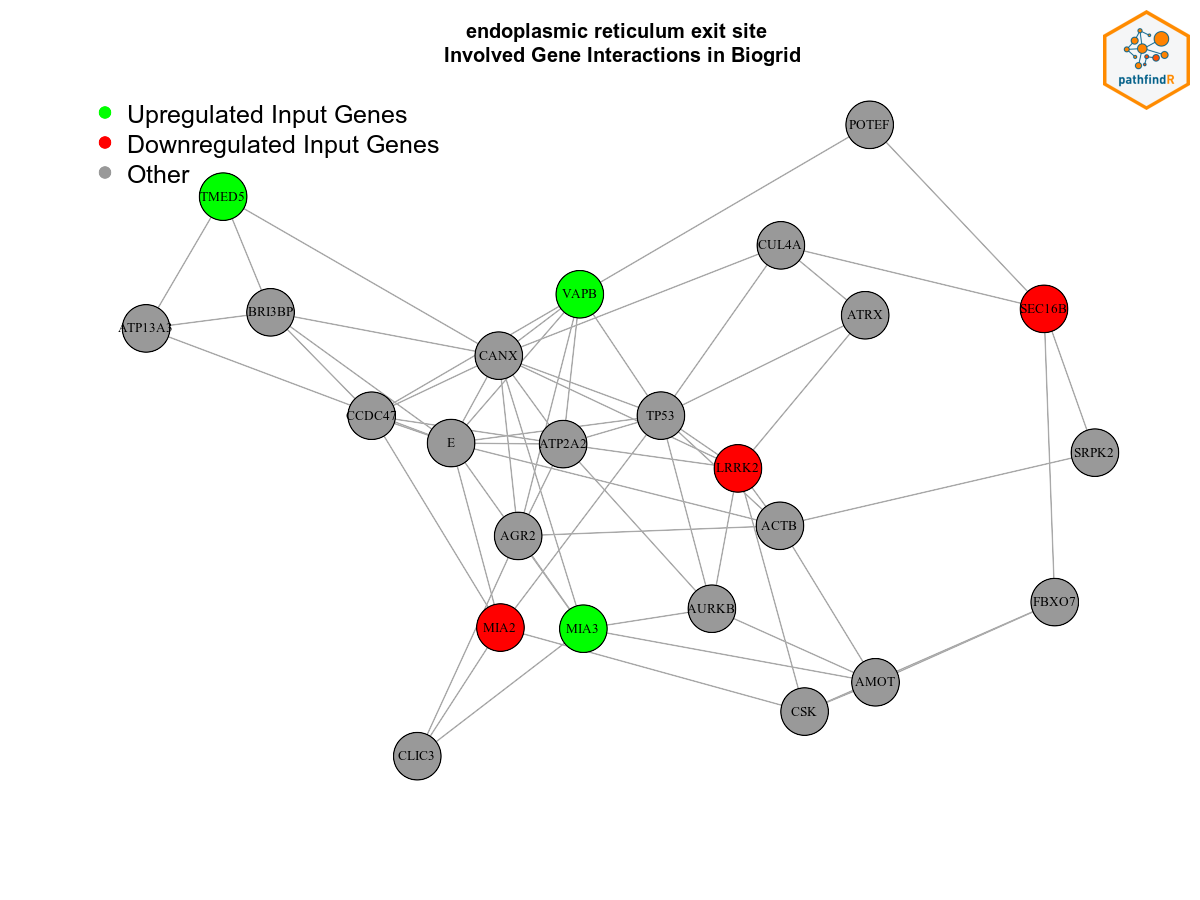 endoplasmic reticulum exit site
Involved Gene Interactions in Biogrid
pathfindR
Upregulated Input Genes
Downregulated Input Genes
Other
POTEF
TMED5
CUL4A
VAPB
SEC16B
BRI3BP
ATRX
ATP13A3
CANX
CCDC47
TP53
E
ATP2A2
SRPK2
LRRK2
ACTB
AGR2
FBXO7
AURKB
MIA2
MIA3
AMOT
CSK
CLIC3